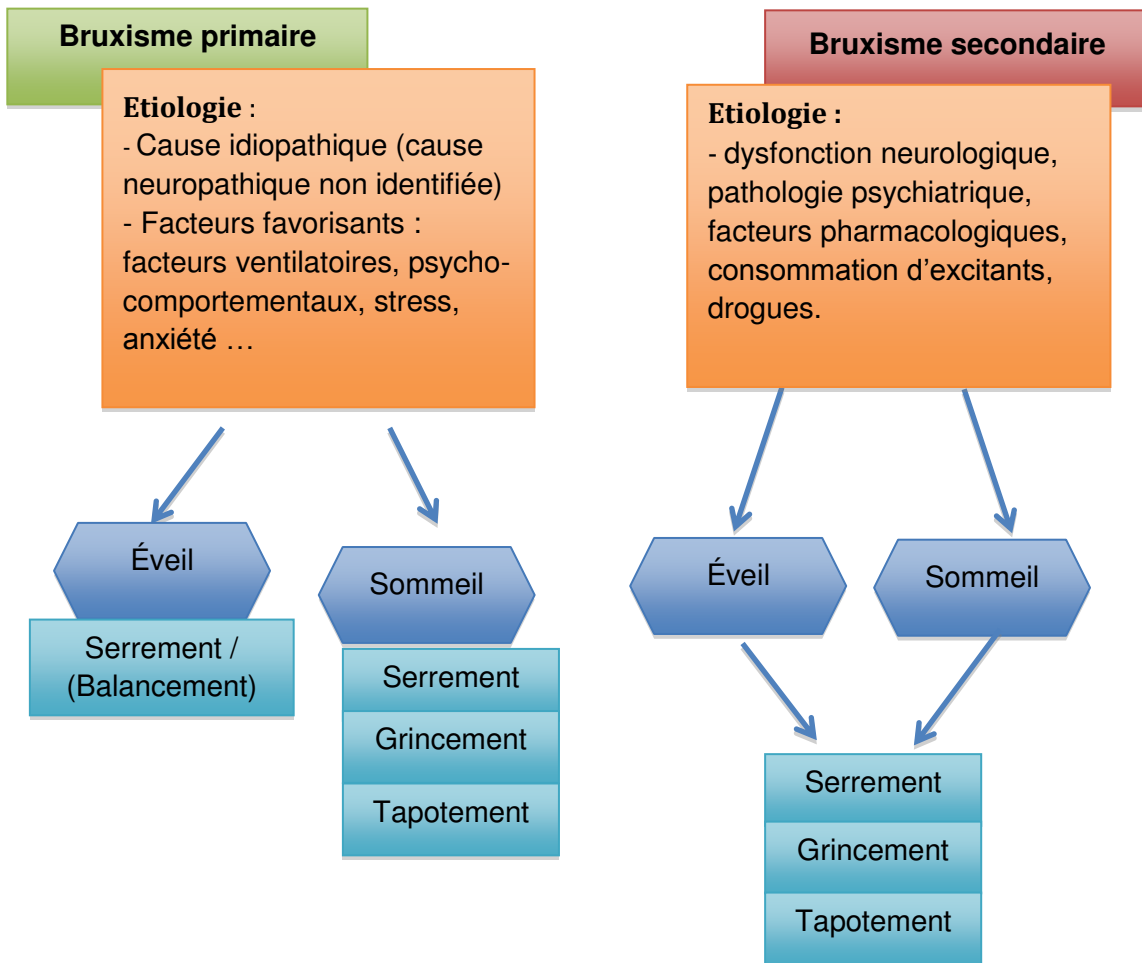 Bruxisme primaire
Etiologie :
- Cause idiopathique (cause
neuropathique non identifiée)
- Facteurs favorisants :
facteurs ventilatoires, psycho-
comportementaux, stress,
anxiété …
Éveil
Serrement /
(Balancement)
Sommeil
Serrement
Grincement
Tapotement
Bruxisme secondaire
Etiologie :
- dysfonction neurologique,
pathologie psychiatrique,
facteurs pharmacologiques,
consommation d’excitants,
drogues.
Éveil
Sommeil
Serrement
Grincement
Tapotement